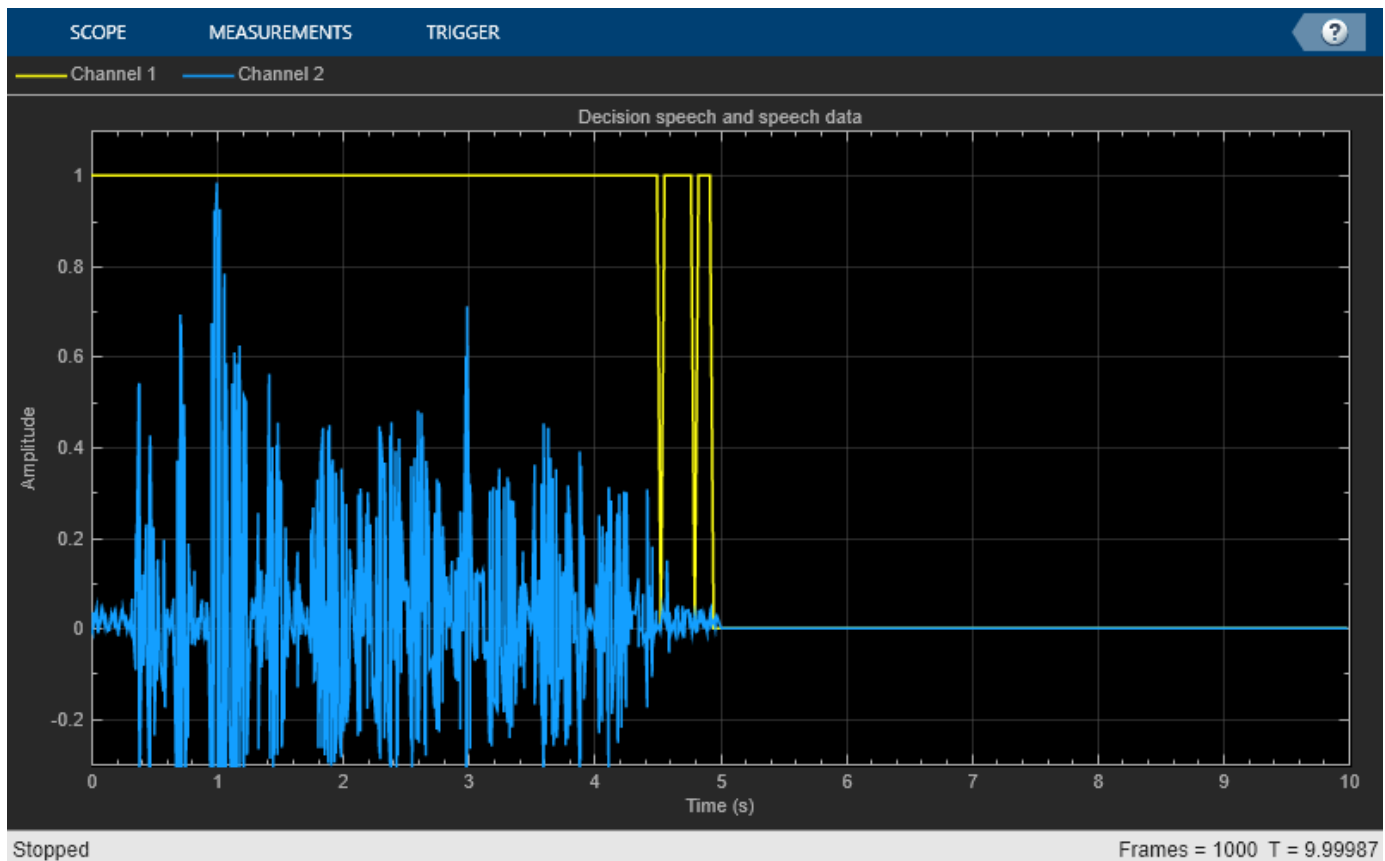 SCOPE MEASUREMENTS TRIGGER ?
Channel 1 Channel 2
Decision speech and speech data
1
0.8
0.6
0.4
0.2
0
-0.2
Amplitude
0 1 2 3 4 5 6 7 8 9 10
Time (s)
Stopped Frames = 1000 T = 9.99987